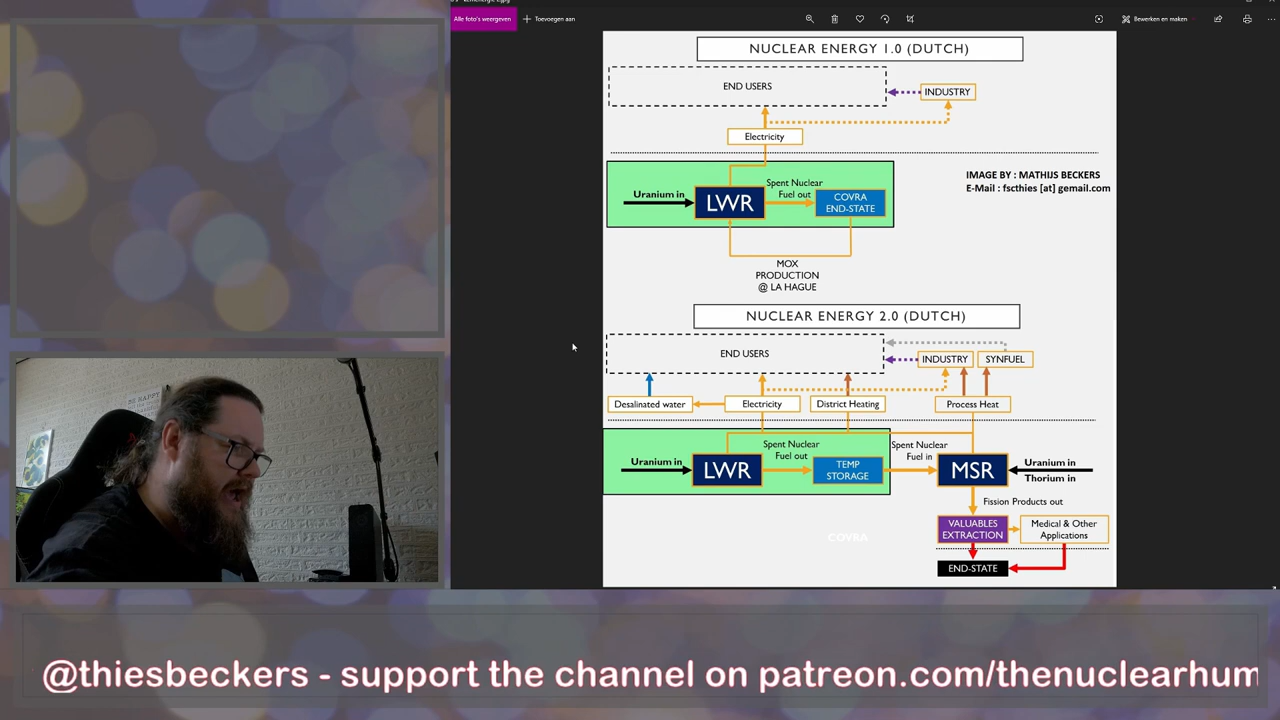 Alle foto's weergeven
Toevoegen aan
Bewerken en maken
NUCLEAR ENERGY 1.0 (DUTCH)
END USERS
INDUSTRY
Electricity
Uranium in
LWR
Spent Nuclear
Fuel out
COVRA
END-STATE
IMAGE BY : MATHIJS BECKERS
E-Mail : fscthies [at] gemail.com
MOX
PRODUCTION
@ LA HAGUE
NUCLEAR ENERGY 2.0 (DUTCH)
END USERS
INDUSTRY
SYNFUEL
Desalinated water
Electricity
District Heating
Process Heat
Uranium in
LWR
Spent Nuclear
Fuel out
TEMP
STORAGE
Spent Nuclear
Fuel in
MSR
Uranium in
Thorium in
Fission Products out
VALUABLES
EXTRACTION
Medical & Other
Applications
COVRA
END-STATE
@thiesbeckers - support the channel on patreon.com/thenuclearhum